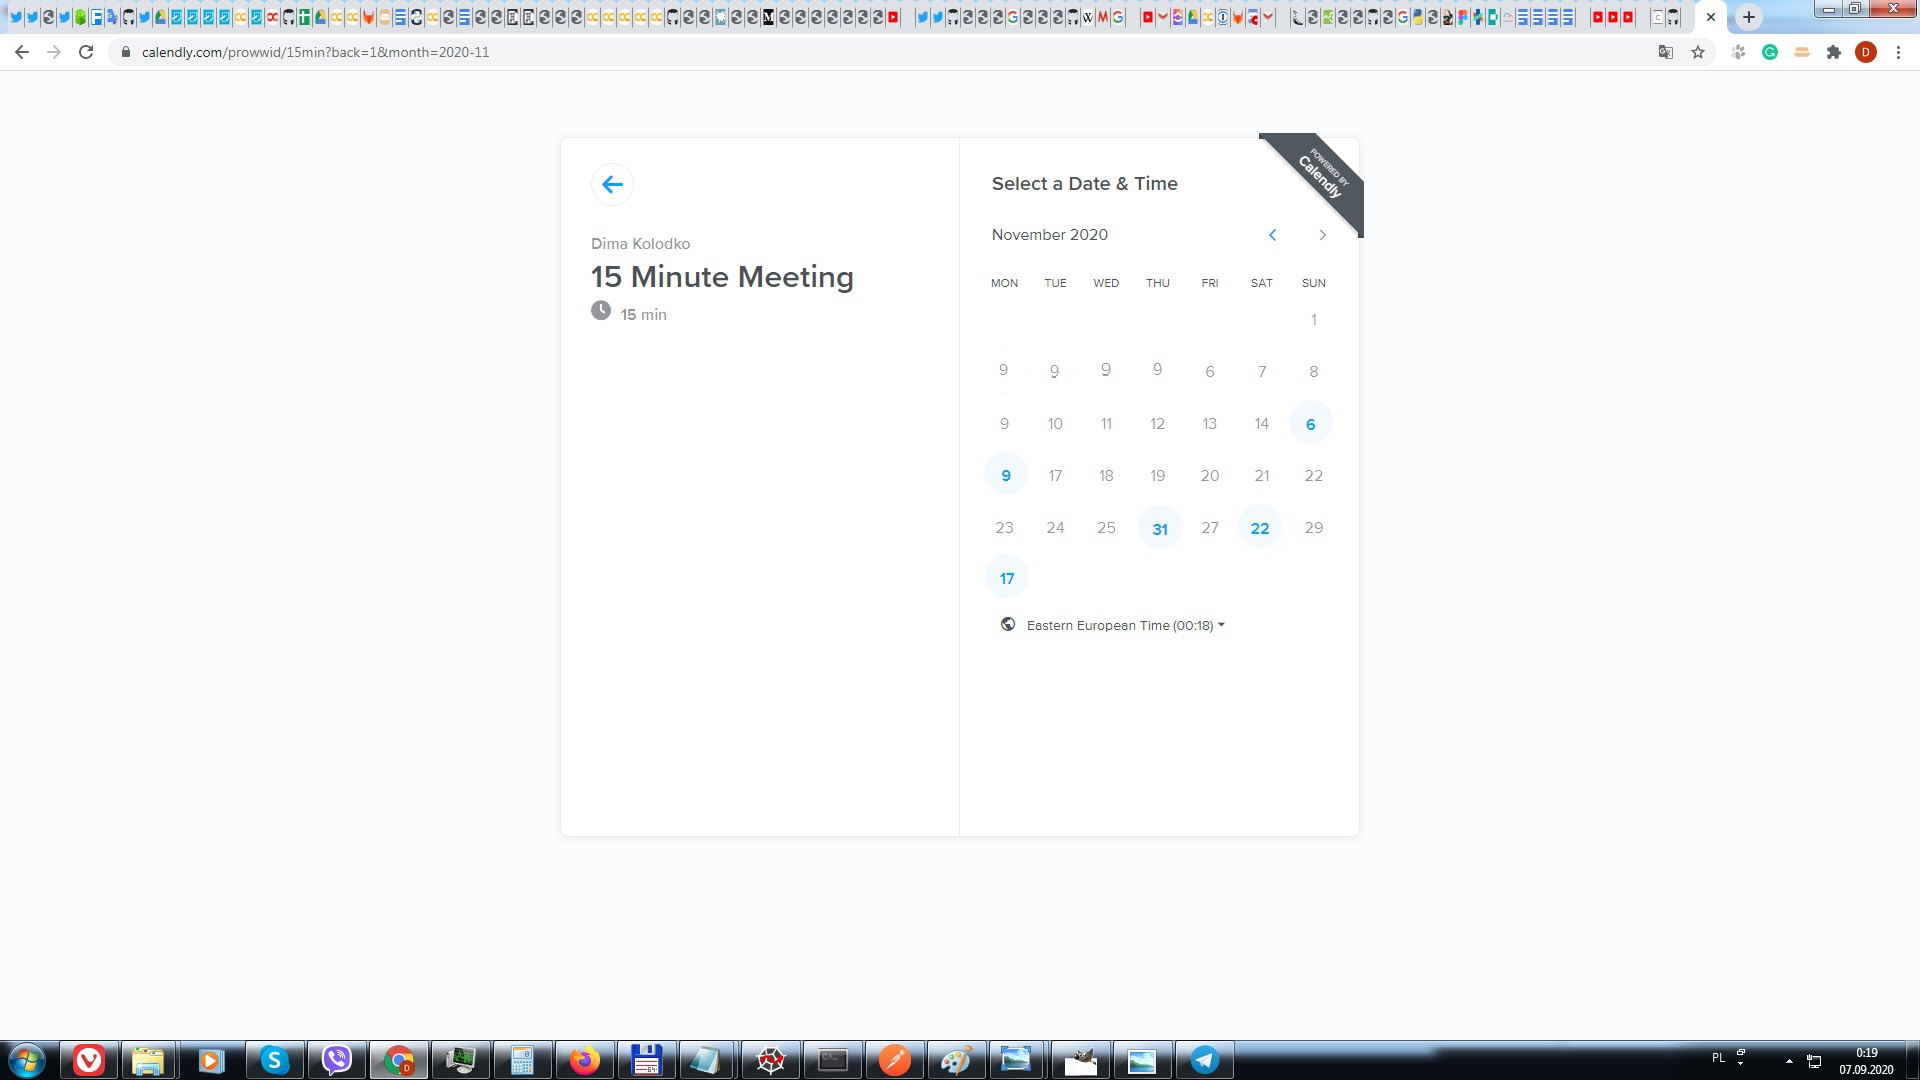 calendly.com/prowwid/15min?back=1&month=2020-11
D
POWERED BY
Calendly
Select a Date & Time
Dima Kolodko
15 Minute Meeting
15 min
November 2020
MON TUE WED THU FRI SAT SUN
1
9 9 9 9 6 7 8
9 10 11 12 13 14 6
9 17 18 19 20 21 22
23 24 25 31 27 22 29
17
Eastern European Time (00:18)
PL
0:19
07.09.2020